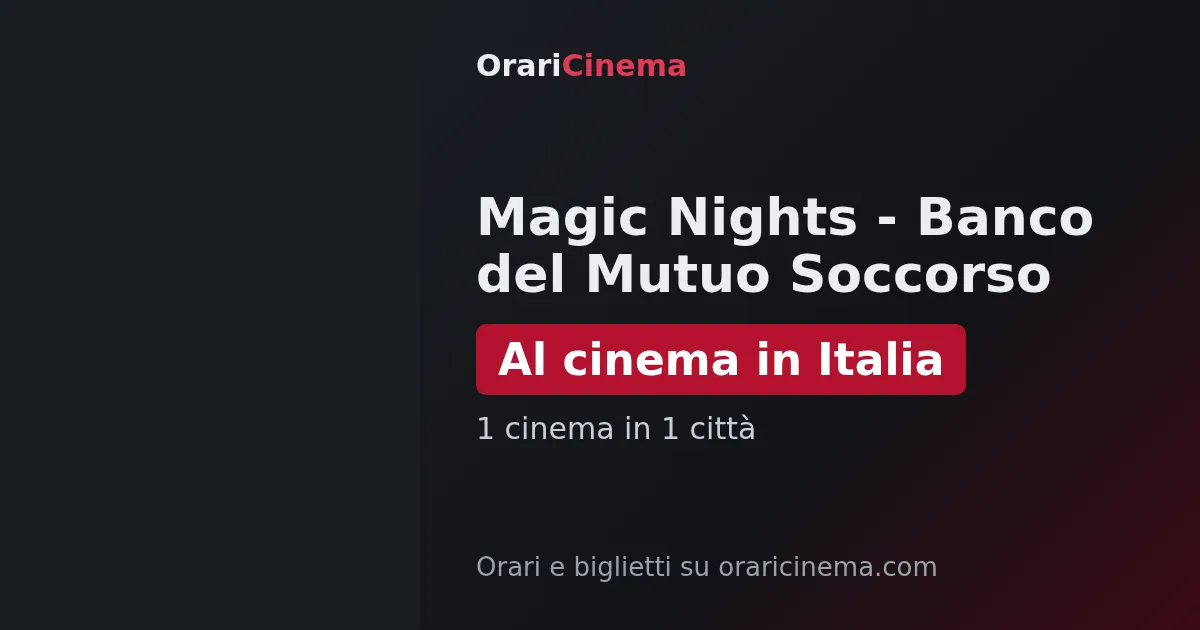 OrariCinema
Magic Nights - Banco
del Mutuo Soccorso
Al cinema in Italia
1 cinema in 1 città
Orari e biglietti su oraricinema.com